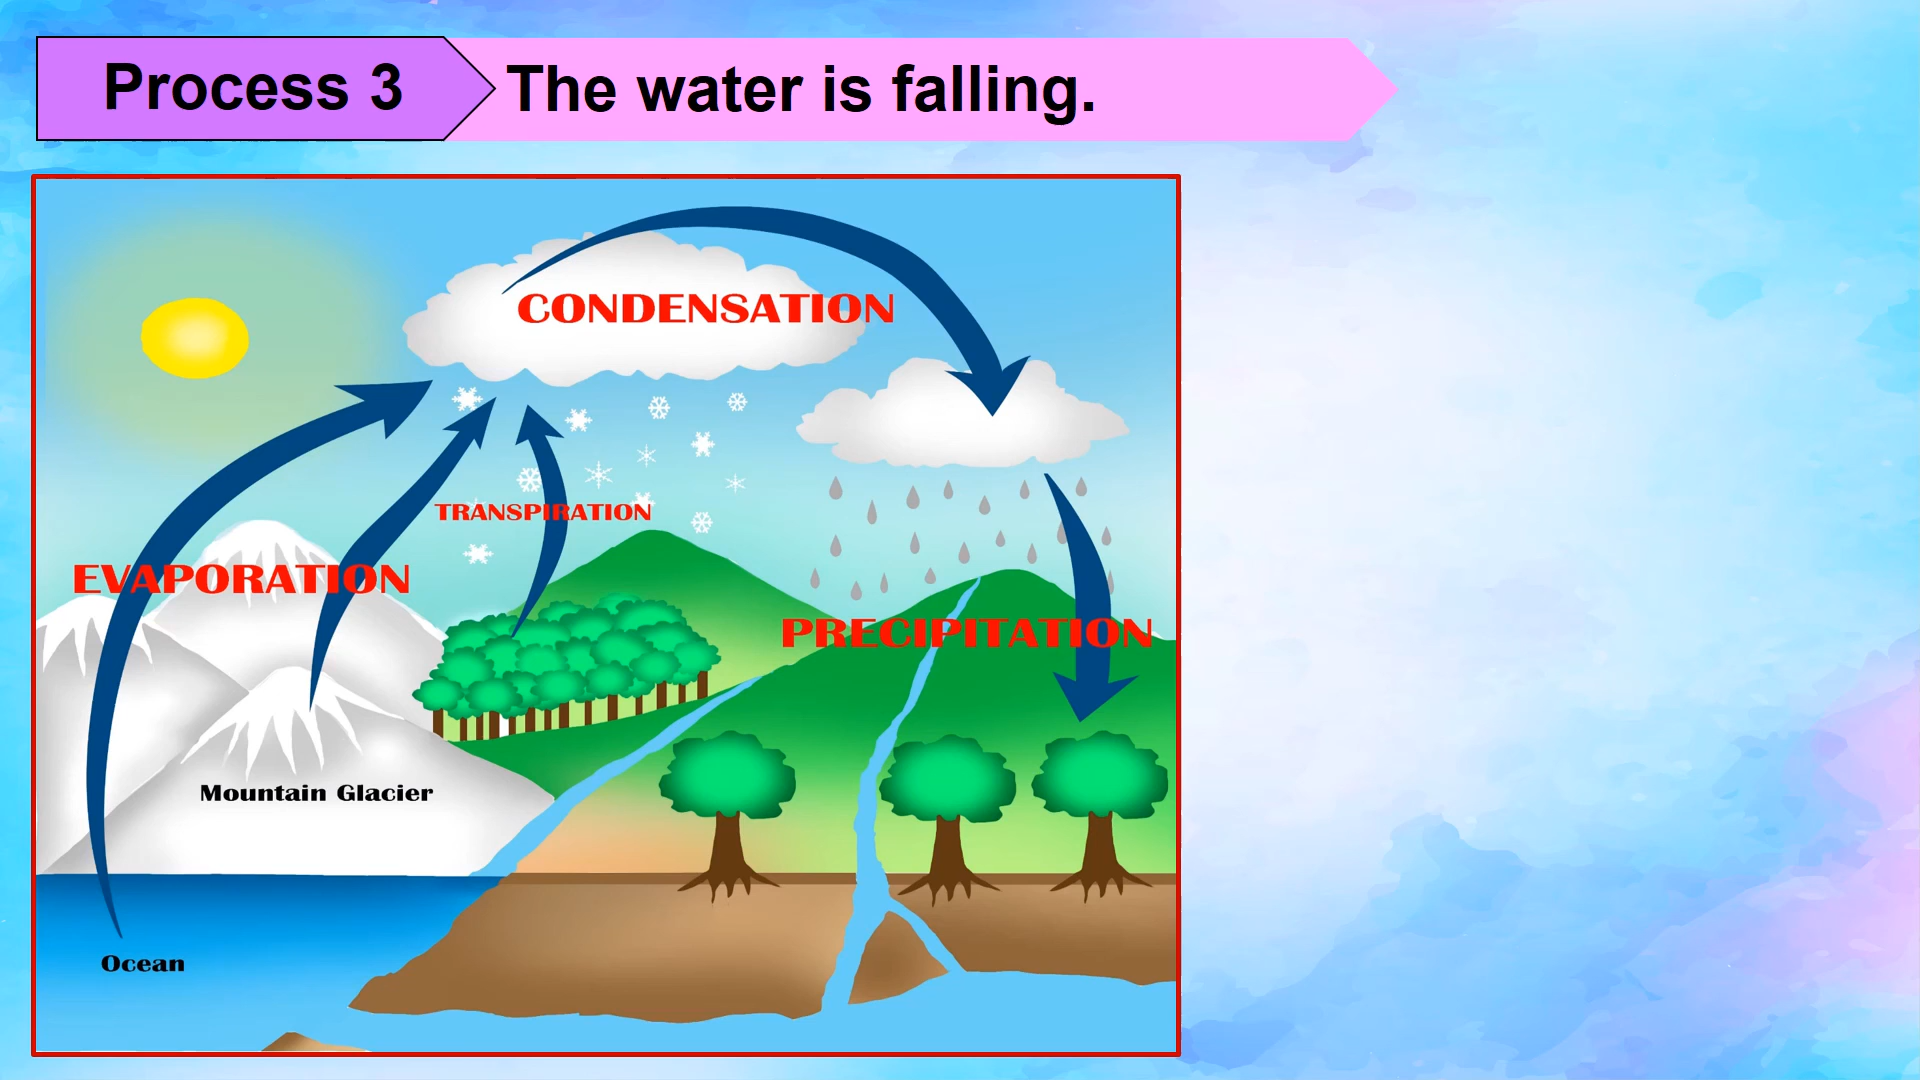 Process 3
The water is falling.
CONDENSATION
TRANSPIRATION
EVAPORATION
PRECIPITATION
Mountain Glacier
Ocean